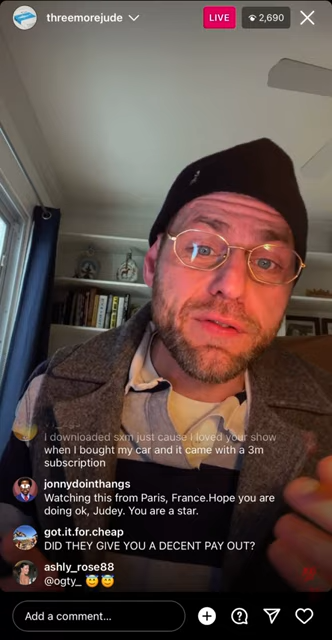 threemorejude
LIVE
2,690
i downloaded sxm just cause i loved your show
when I bought my car and it came with a 3m
subscription
jonnydointhangs
Watching this from Paris, France.Hope you are
doing ok, Judey. You are a star.
got.it.for.cheap
DID THEY GIVE YOU A DECENT PAY OUT?
ashly_rose88
@ogty_ 😇😇
Add a comment...